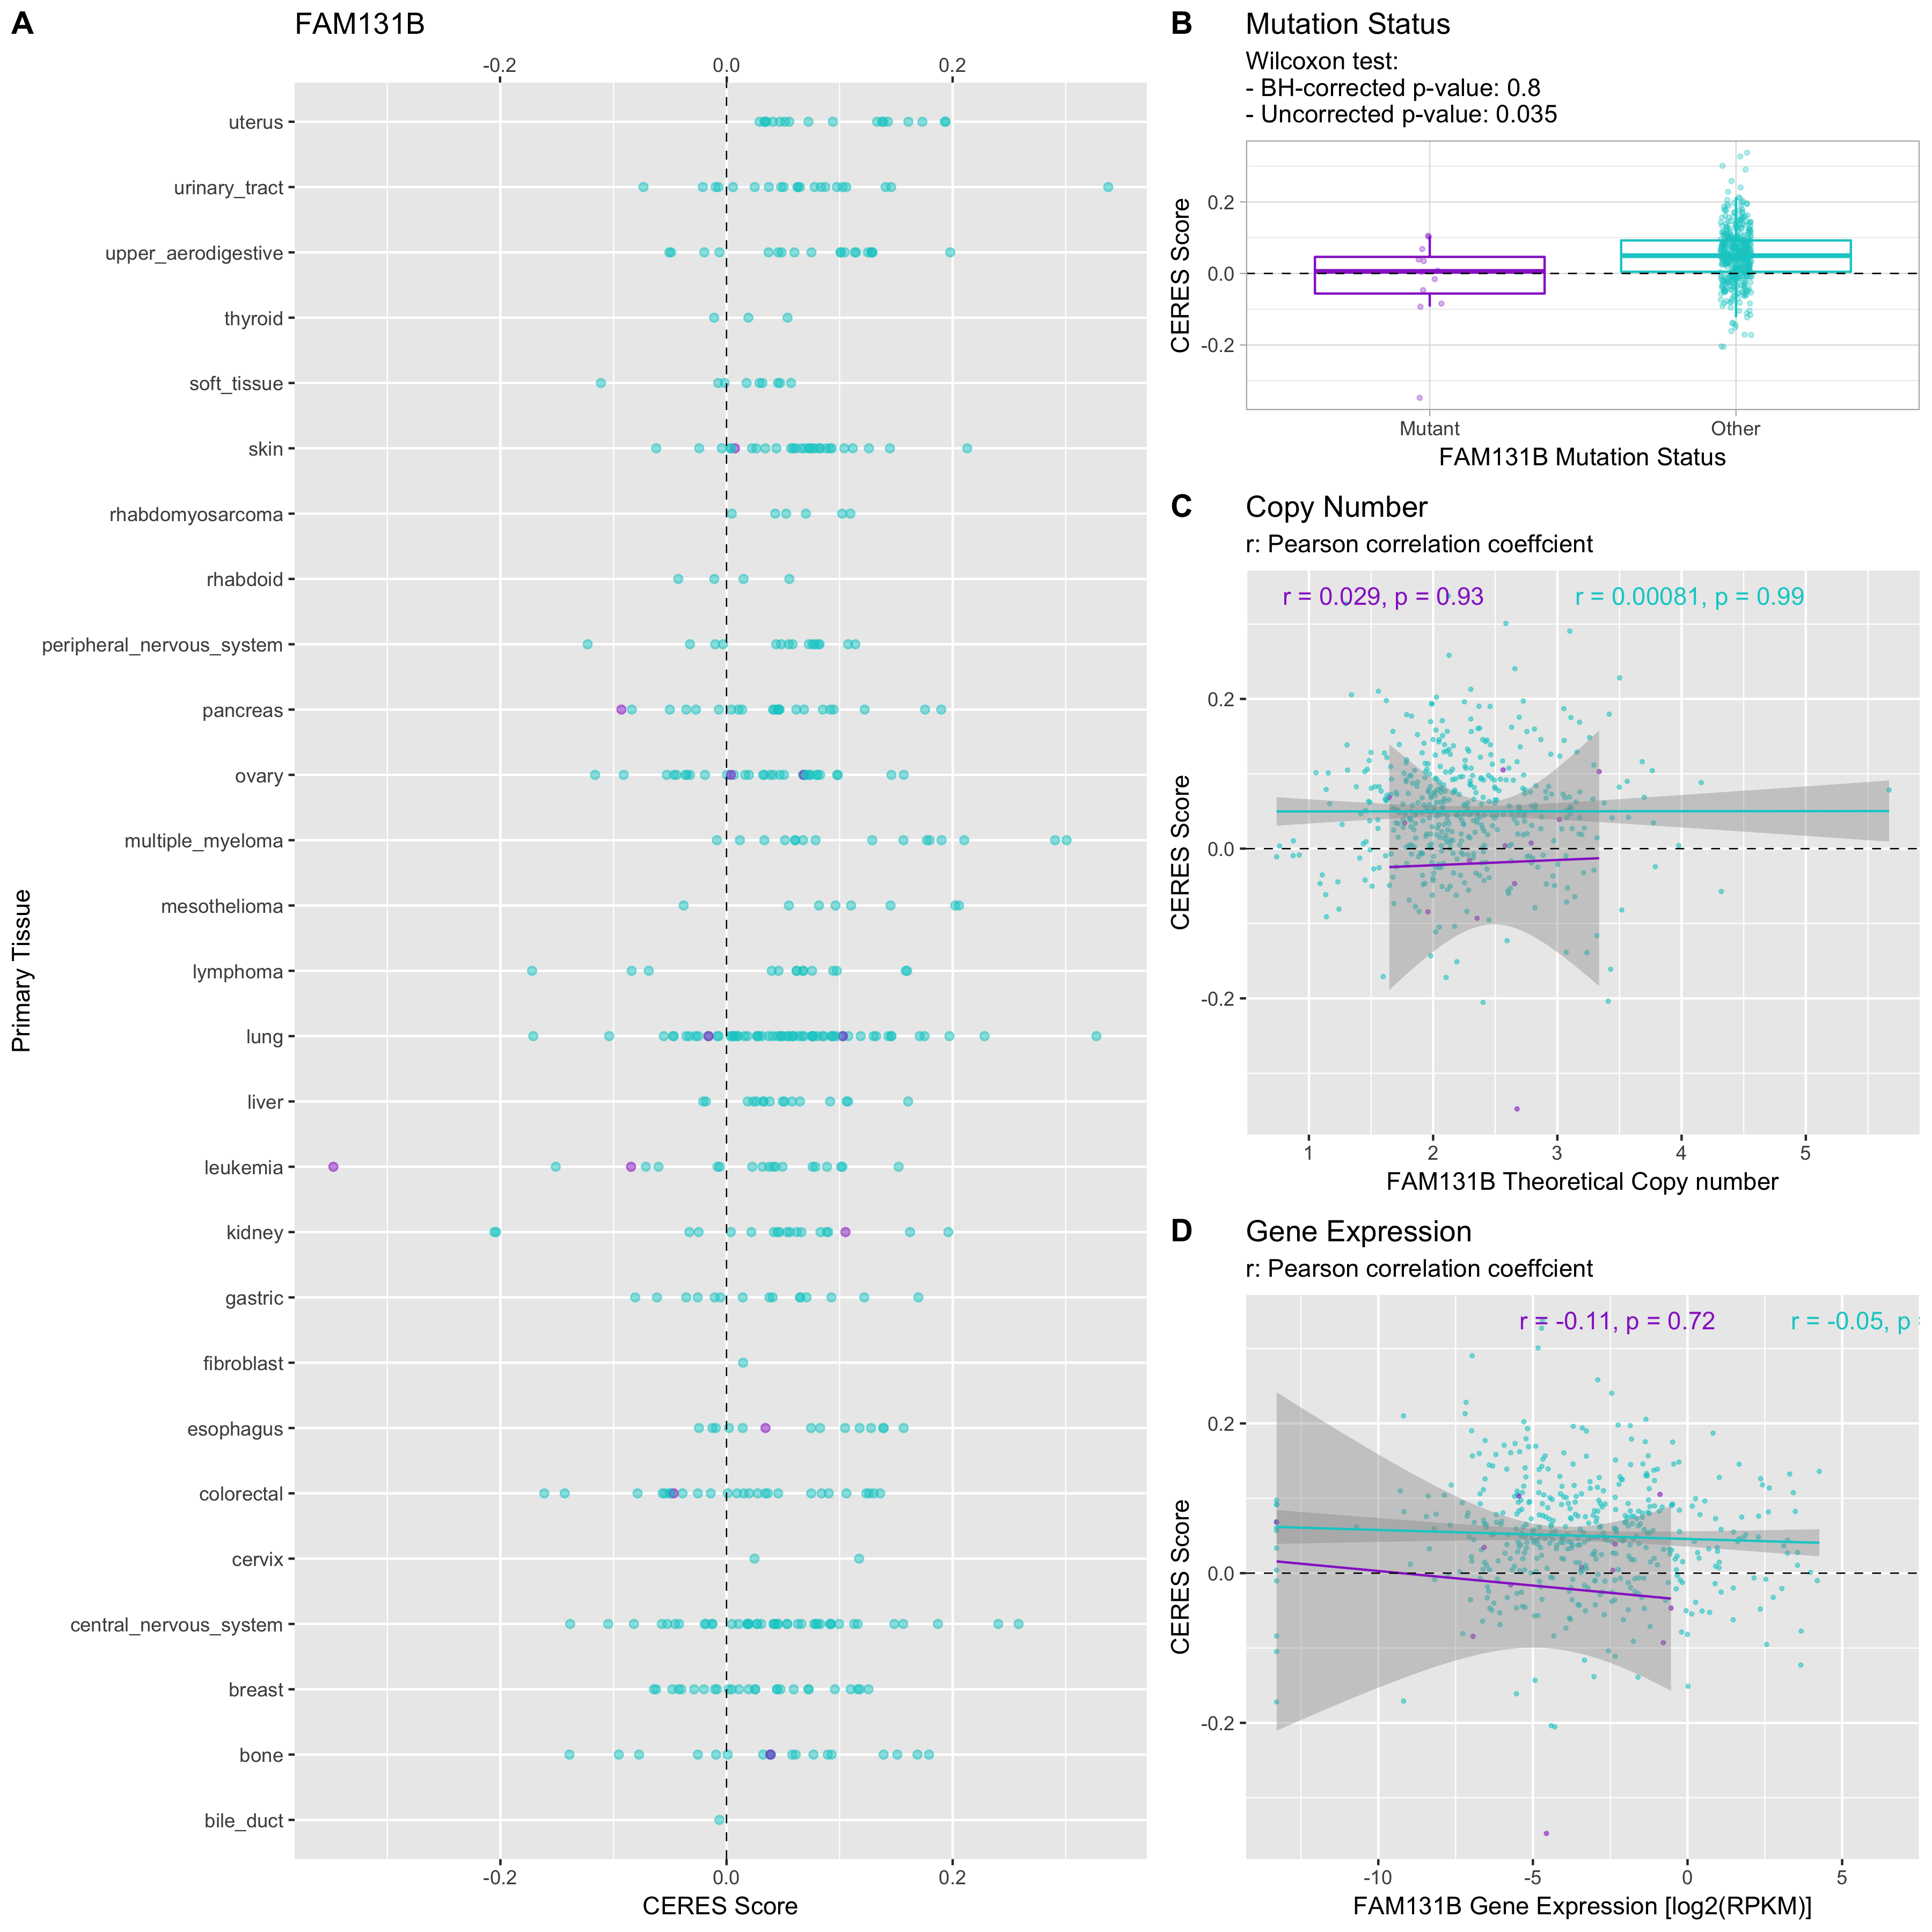 A
FAM131B
-0.2 0.0 0.2
uterus
urinary_tract
upper_aerodigestive
thyroid
soft_tissue
skin
rhabdomyosarcoma
rhabdoid
peripheral_nervous_system
pancreas
ovary
multiple_myeloma
mesothelioma
lymphoma
lung
liver
leukemia
kidney
gastric
fibroblast
esophagus
colorectal
cervix
central_nervous_system
breast
bone
bile_duct
Primary Tissue
-0.2 0.0 0.2
CERES Score
B
Mutation Status
Wilcoxon test:
- BH-corrected p-value: 0.8
- Uncorrected p-value: 0.035
CERES Score
0.2
0.0
-0.2
Mutant Other
FAM131B Mutation Status
C
Copy Number
r: Pearson correlation coeffcient
r = 0.029, p = 0.93 r = 0.00081, p = 0.99
CERES Score
0.2
0.0
-0.2
1 2 3 4 5
FAM131B Theoretical Copy number
D
Gene Expression
r: Pearson correlation coeffcient
r = -0.11, p = 0.72 r = -0.05, p =
CERES Score
0.2
0.0
-0.2
-10 -5 0 5
FAM131B Gene Expression [log2(RPKM)]